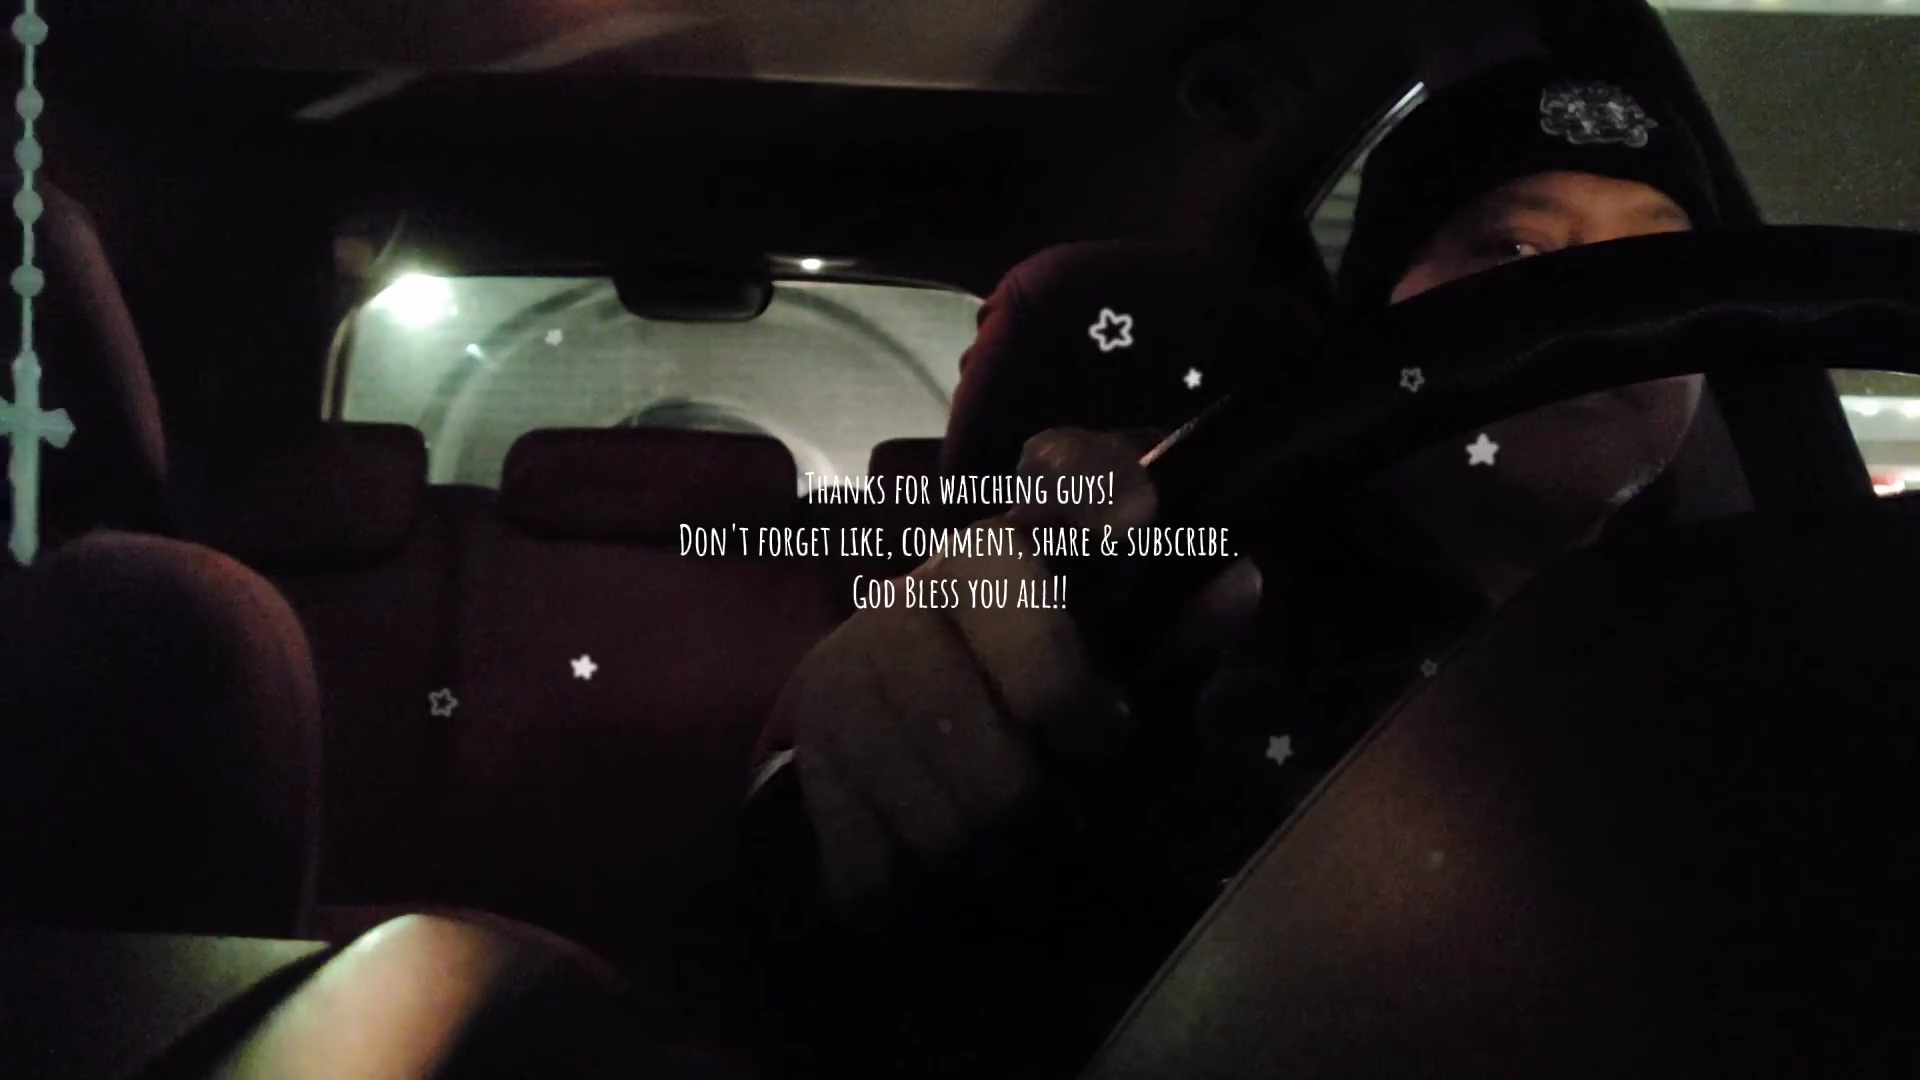 Thanks for watching guys!
Don't forget like, comment, share & subscribe.
God Bless you all!!